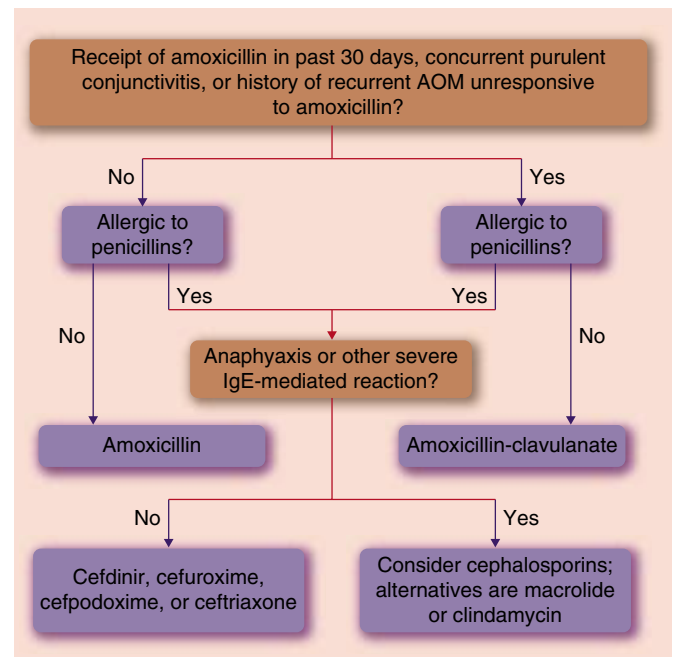 Receipt of amoxicillin in past 30 days, concurrent purulent
conjunctivitis, or history of recurrent AOM unresponsive
to amoxicillin?
No
Yes
Allergic to
penicillins?
Allergic to
penicillins?
Yes
Yes
No
No
Anaphyaxis or other severe
IgE-mediated reaction?
Amoxicillin
Amoxicillin-clavulanate
No
Yes
Cefdinir, cefuroxime,
cefpodoxime, or ceftriaxone
Consider cephalosporins;
alternatives are macrolide
or clindamycin